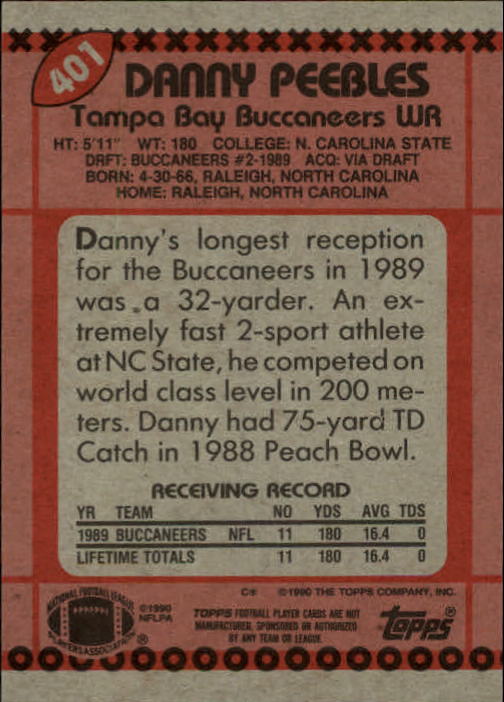 401
DANNY PEEBLES
Tampa Bay Buccaneers WR
HT: 5'11" WT: 180 COLLEGE: N. CAROLINA STATE
DRFT: BUCCANEERS #2-1989 ACQ: VIA DRAFT
BORN: 4-30-66, RALEIGH, NORTH CAROLINA
HOME: RALEIGH, NORTH CAROLINA
Danny's longest reception
for the Buccaneers in 1989
was a 32-yarder. An ex-
tremely fast 2-sport athlete
at NC State, he competed on
world class level in 200 me-
ters. Danny had 75-yard TD
Catch in 1988 Peach Bowl.
RECEIVING RECORD
YR TEAM NO YDS AVG TDS
1989 BUCCANEERS NFL 11 180 16.4 0
LIFETIME TOTALS 11 180 16.4 0
C* ©1990 THE TOPPS COMPANY, INC.
NATIONAL FOOTBALL LEAGUE
PLAYERS ASSOCIATION ®
©1990
NFLPA
TOPPS FOOTBALL PLAYER CARDS ARE NOT
MANUFACTURED, SPONSORED OR AUTHORIZED
BY ANY TEAM OR LEAGUE.
topps®